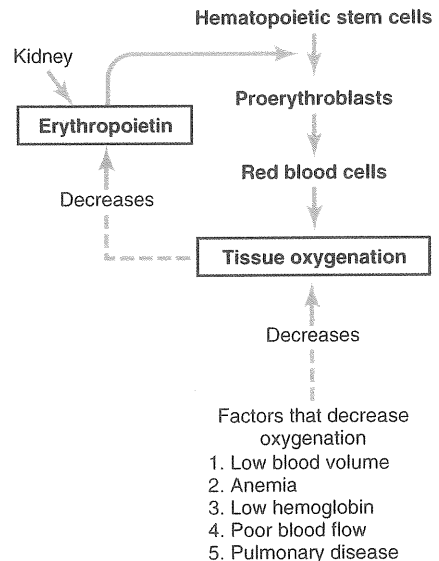 Hematopoietic stem cells
Kidney
Proerythroblasts
Erythropoietin
Red blood cells
Decreases
Tissue oxygenation
Decreases
Factors that decrease
oxygenation
1. Low blood volume
2. Anemia
3. Low hemoglobin
4. Poor blood flow
5. Pulmonary disease